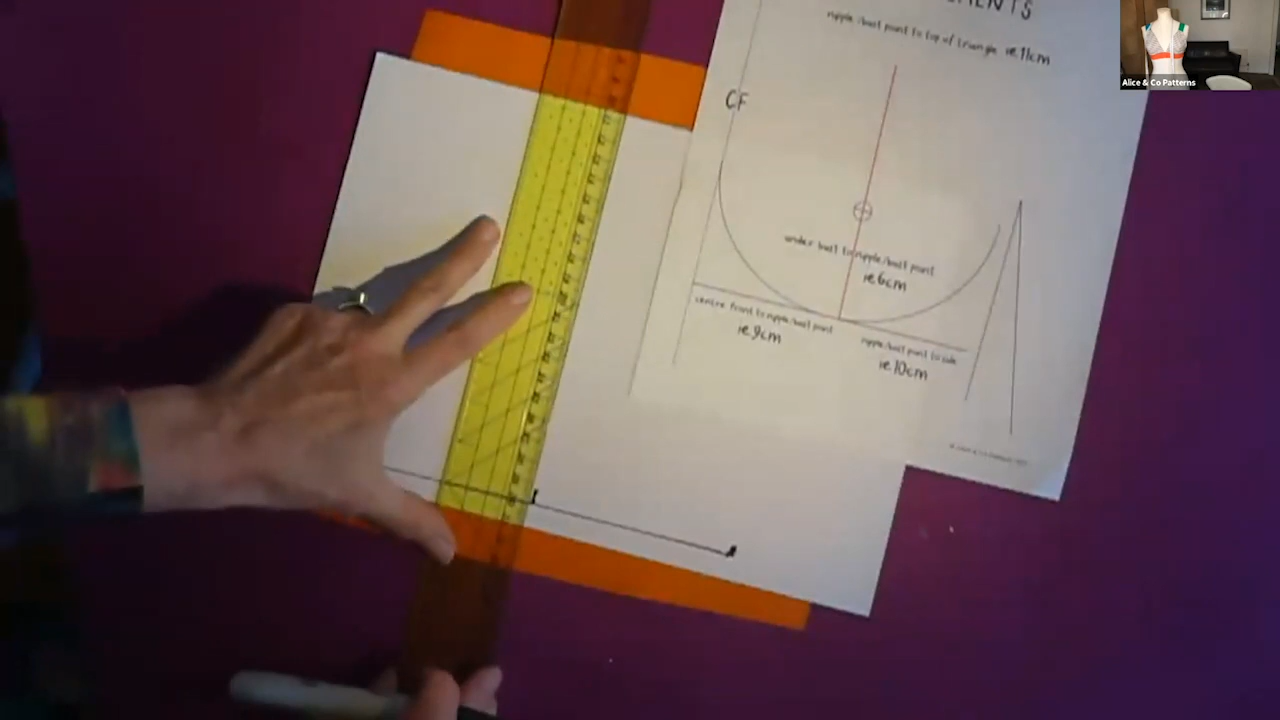 MENTS
nipple/bust point to top of triangle ie.11cm
CF
under bust to nipple/bust point
ie.6cm
centre front to nipple/bust point
ie.9cm
nipple/bust point to side
ie.10cm
Alice & Co Patterns